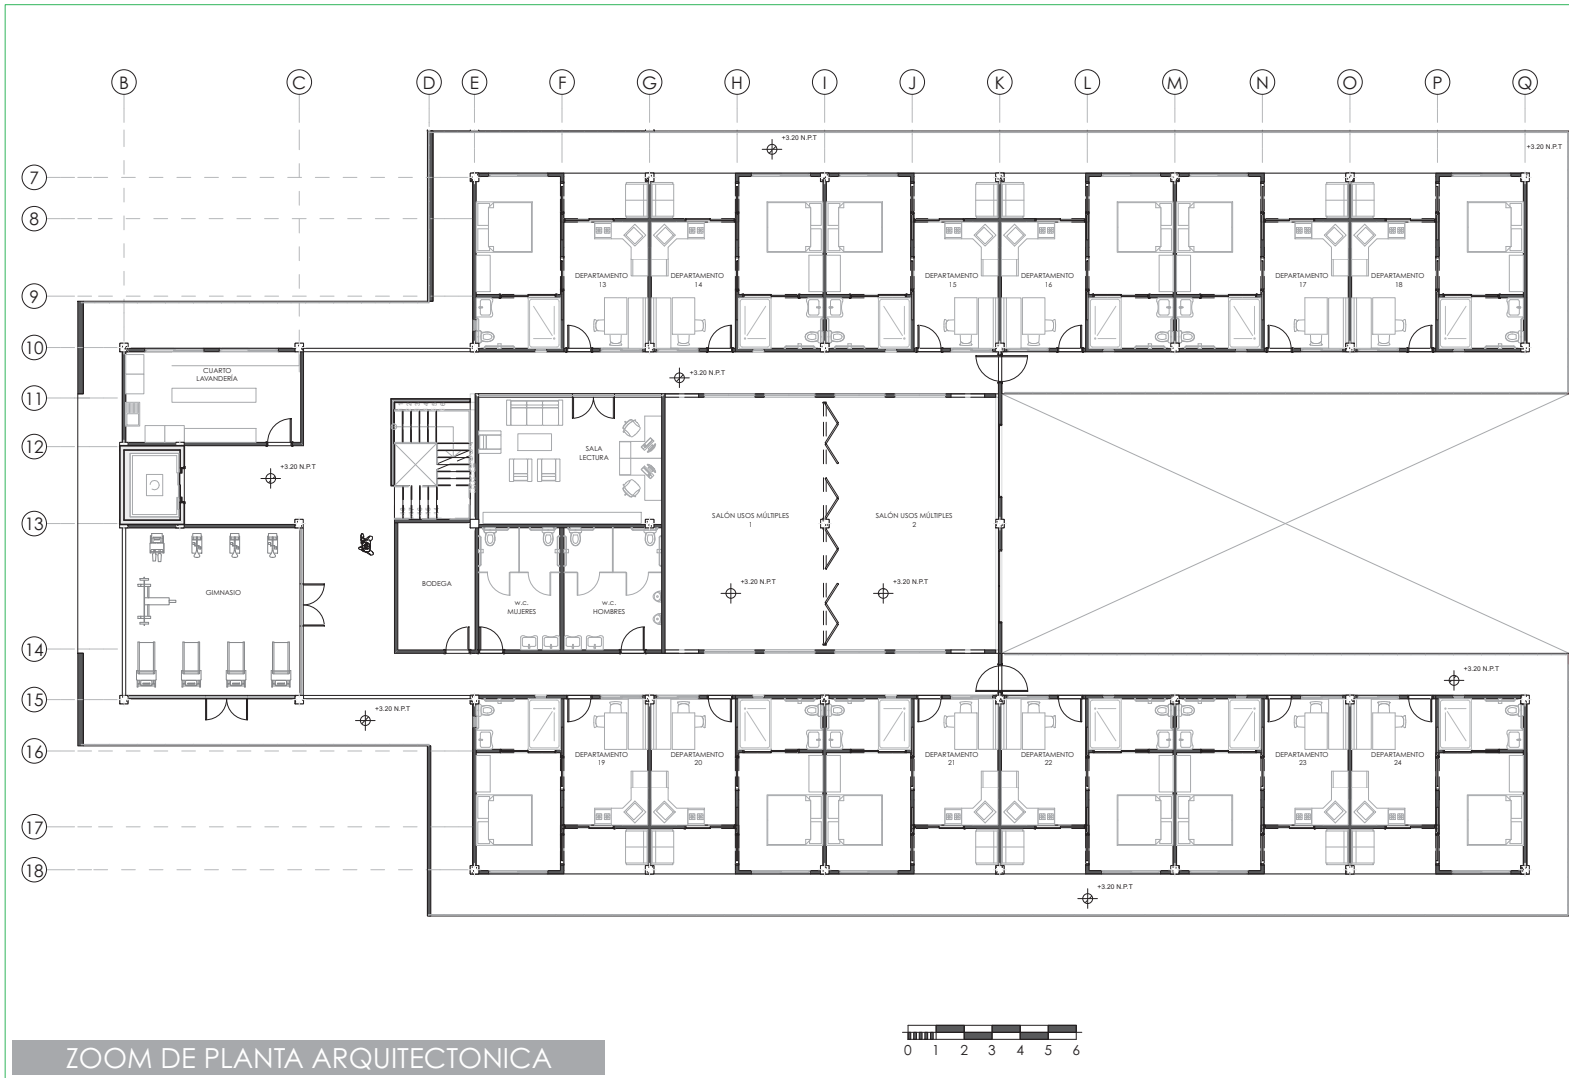 B C D E F G H I J K L M N O P Q
+3.20 N.P.T
+3.20 N.P.T
7
8
9
10
11
12
13
14
15
16
17
18
DEPARTAMENTO
13
DEPARTAMENTO
14
DEPARTAMENTO
15
DEPARTAMENTO
16
DEPARTAMENTO
17
DEPARTAMENTO
18
CUARTO
LAVANDERÍA
+3.20 N.P.T
SALA
LECTURA
+3.20 N.P.T
SALÓN USOS MÚLTIPLES
1
SALÓN USOS MÚLTIPLES
2
GIMNASIO
BODEGA
w.c.
MUJERES
w.c.
HOMBRES
+3.20 N.P.T
+3.20 N.P.T
+3.20 N.P.T
+3.20 N.P.T
DEPARTAMENTO
19
DEPARTAMENTO
20
DEPARTAMENTO
21
DEPARTAMENTO
22
DEPARTAMENTO
23
DEPARTAMENTO
24
+3.20 N.P.T
0 1 2 3 4 5 6
ZOOM DE PLANTA ARQUITECTONICA